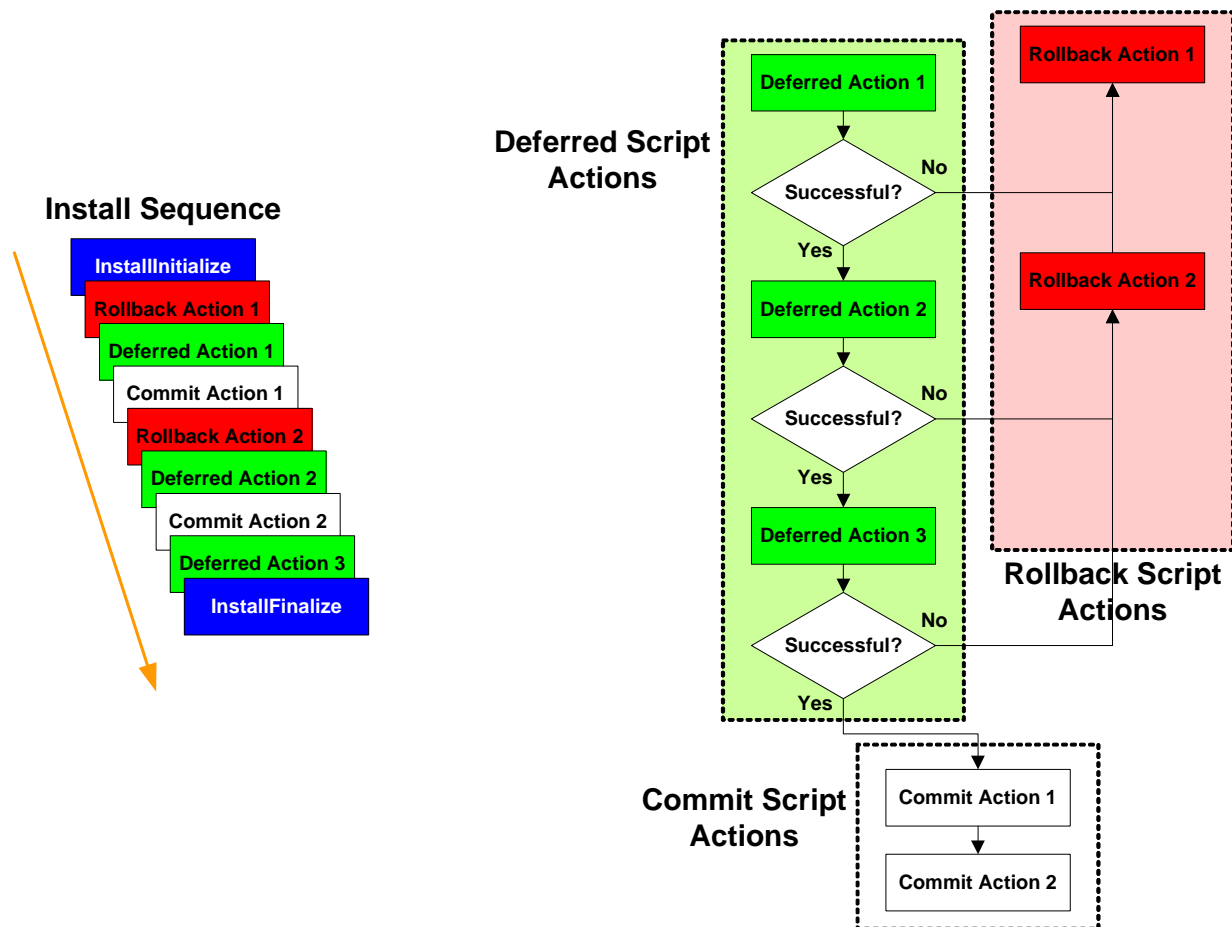 Install Sequence
InstallInitialize
Rollback Action 1
Deferred Action 1
Commit Action 1
Rollback Action 2
Deferred Action 2
Commit Action 2
Deferred Action 3
InstallFinalize
Deferred Script
Actions
Deferred Action 1
Successful?
No
Yes
Deferred Action 2
Successful?
No
Yes
Deferred Action 3
Successful?
No
Yes
Rollback Action 1
Rollback Action 2
Rollback Script
Actions
Commit Script
Actions
Commit Action 1
Commit Action 2